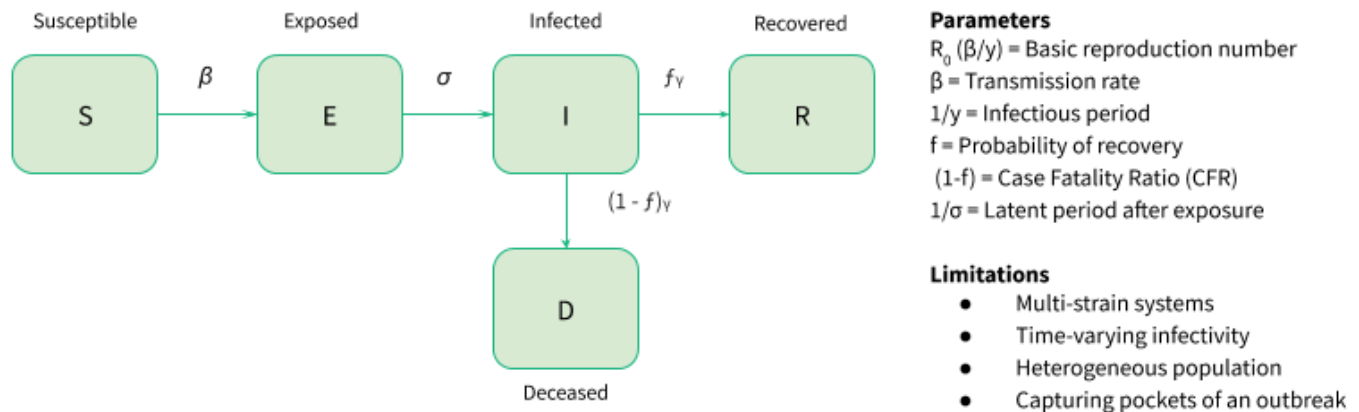 Susceptible
Exposed
Infected
Recovered
S
β
E
σ
I
fγ
R
(1 - f)γ
D
Deceased
Parameters
R0 (β/y) = Basic reproduction number
β = Transmission rate
1/y = Infectious period
f = Probability of recovery
(1-f) = Case Fatality Ratio (CFR)
1/σ = Latent period after exposure
Limitations
● Multi-strain systems
● Time-varying infectivity
● Heterogeneous population
● Capturing pockets of an outbreak